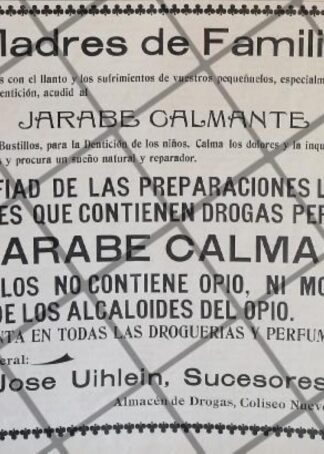 Madres de Famili
s con el llanto y los sufrimientos de vuestros pequeñuelos, especialm
entición, acudid al
JARABE CALMANTE
Bustillos, para la Dentición de los niños. Calma los dolores y la inqu
s y procura un sueño natural y reparador.
FIAD DE LAS PREPARACIONES L
ES QUE CONTIENEN DROGAS PE
ARABE CALMA
LOS NO CONTIENE OPIO, NI MO
DE LOS ALCALOIDES DEL OPIO.
NTA EN TODAS LAS DROGUERIAS Y PERFUM
eral:
Jose Uihlein, Sucesores
Almacén de Drogas, Coliseo Nuev